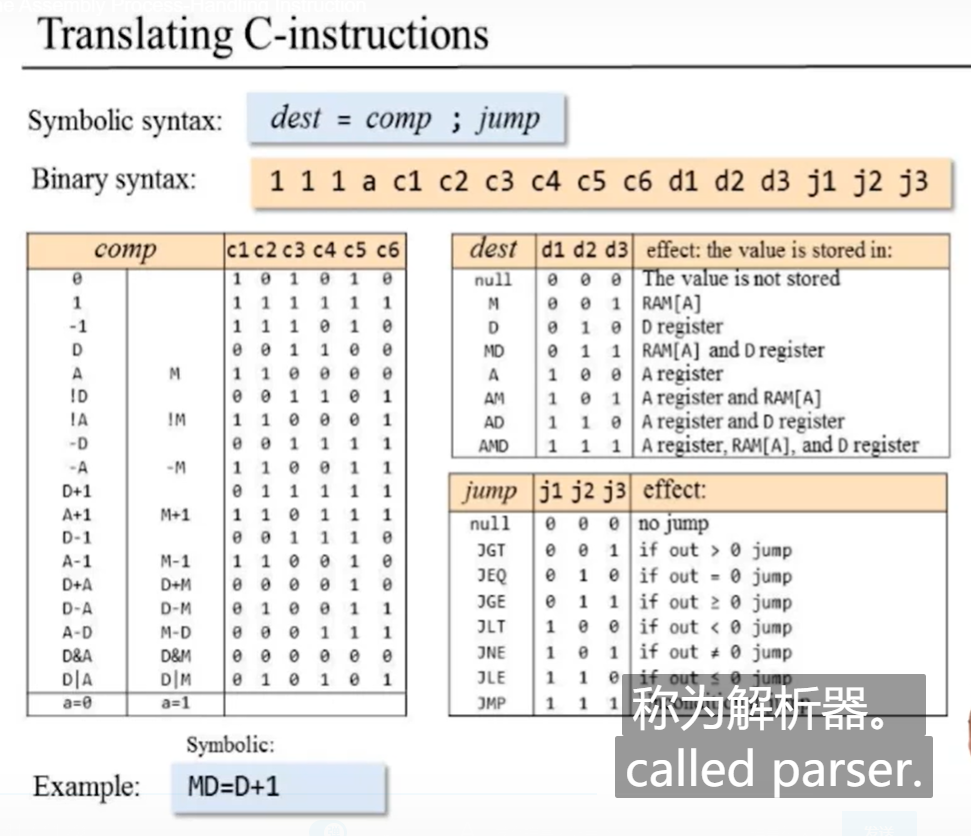 e Assembly Process-Handling Instruction
Translating C-instructions
Symbolic syntax: dest = comp ; jump
Binary syntax: 1 1 1 a c1 c2 c3 c4 c5 c6 d1 d2 d3 j1 j2 j3
comp c1 c2 c3 c4 c5 c6
0 1 0 1 0 1 0
1 1 1 1 1 1 1
-1 1 1 1 0 1 0
D 0 0 1 1 0 0
A M 1 1 0 0 0 0
!D 0 0 1 1 0 1
!A !M 1 1 0 0 0 1
-D 0 0 1 1 1 1
-A -M 1 1 0 0 1 1
D+1 0 1 1 1 1 1
A+1 M+1 1 1 0 1 1 1
D-1 0 0 1 1 1 0
A-1 M-1 1 1 0 0 1 0
D+A D+M 0 0 0 0 1 0
D-A D-M 0 1 0 0 1 1
A-D M-D 0 0 0 1 1 1
D&A D&M 0 0 0 0 0 0
D|A D|M 0 1 0 1 0 1
a=0 a=1
dest d1 d2 d3 effect: the value is stored in:
null 0 0 0 The value is not stored
M 0 0 1 RAM[A]
D 0 1 0 D register
MD 0 1 1 RAM[A] and D register
A 1 0 0 A register
AM 1 0 1 A register and RAM[A]
AD 1 1 0 A register and D register
AMD 1 1 1 A register, RAM[A], and D register
jump j1 j2 j3 effect:
null 0 0 0 no jump
JGT 0 0 1 if out > 0 jump
JEQ 0 1 0 if out = 0 jump
JGE 0 1 1 if out ≥ 0 jump
JLT 1 0 0 if out < 0 jump
JNE 1 0 1 if out ≠ 0 jump
JLE 1 1 0 if out ≤ 0 jump
JMP 1 1 1
Symbolic:
Example: MD=D+1
称为解析器。
called parser.